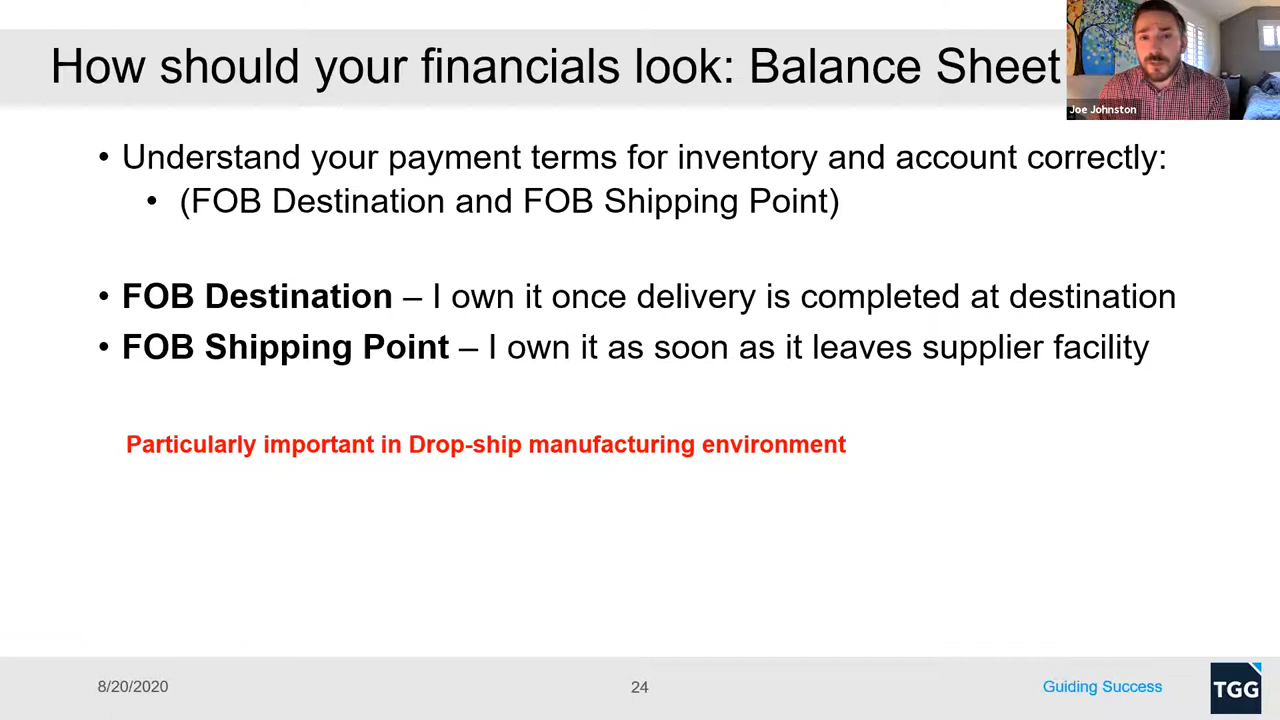 How should your financials look: Balance Sheet
Joe Johnston
• Understand your payment terms for inventory and account correctly:
• (FOB Destination and FOB Shipping Point)
• FOB Destination – I own it once delivery is completed at destination
• FOB Shipping Point – I own it as soon as it leaves supplier facility
Particularly important in Drop-ship manufacturing environment
8/20/2020
24
Guiding Success
TGG